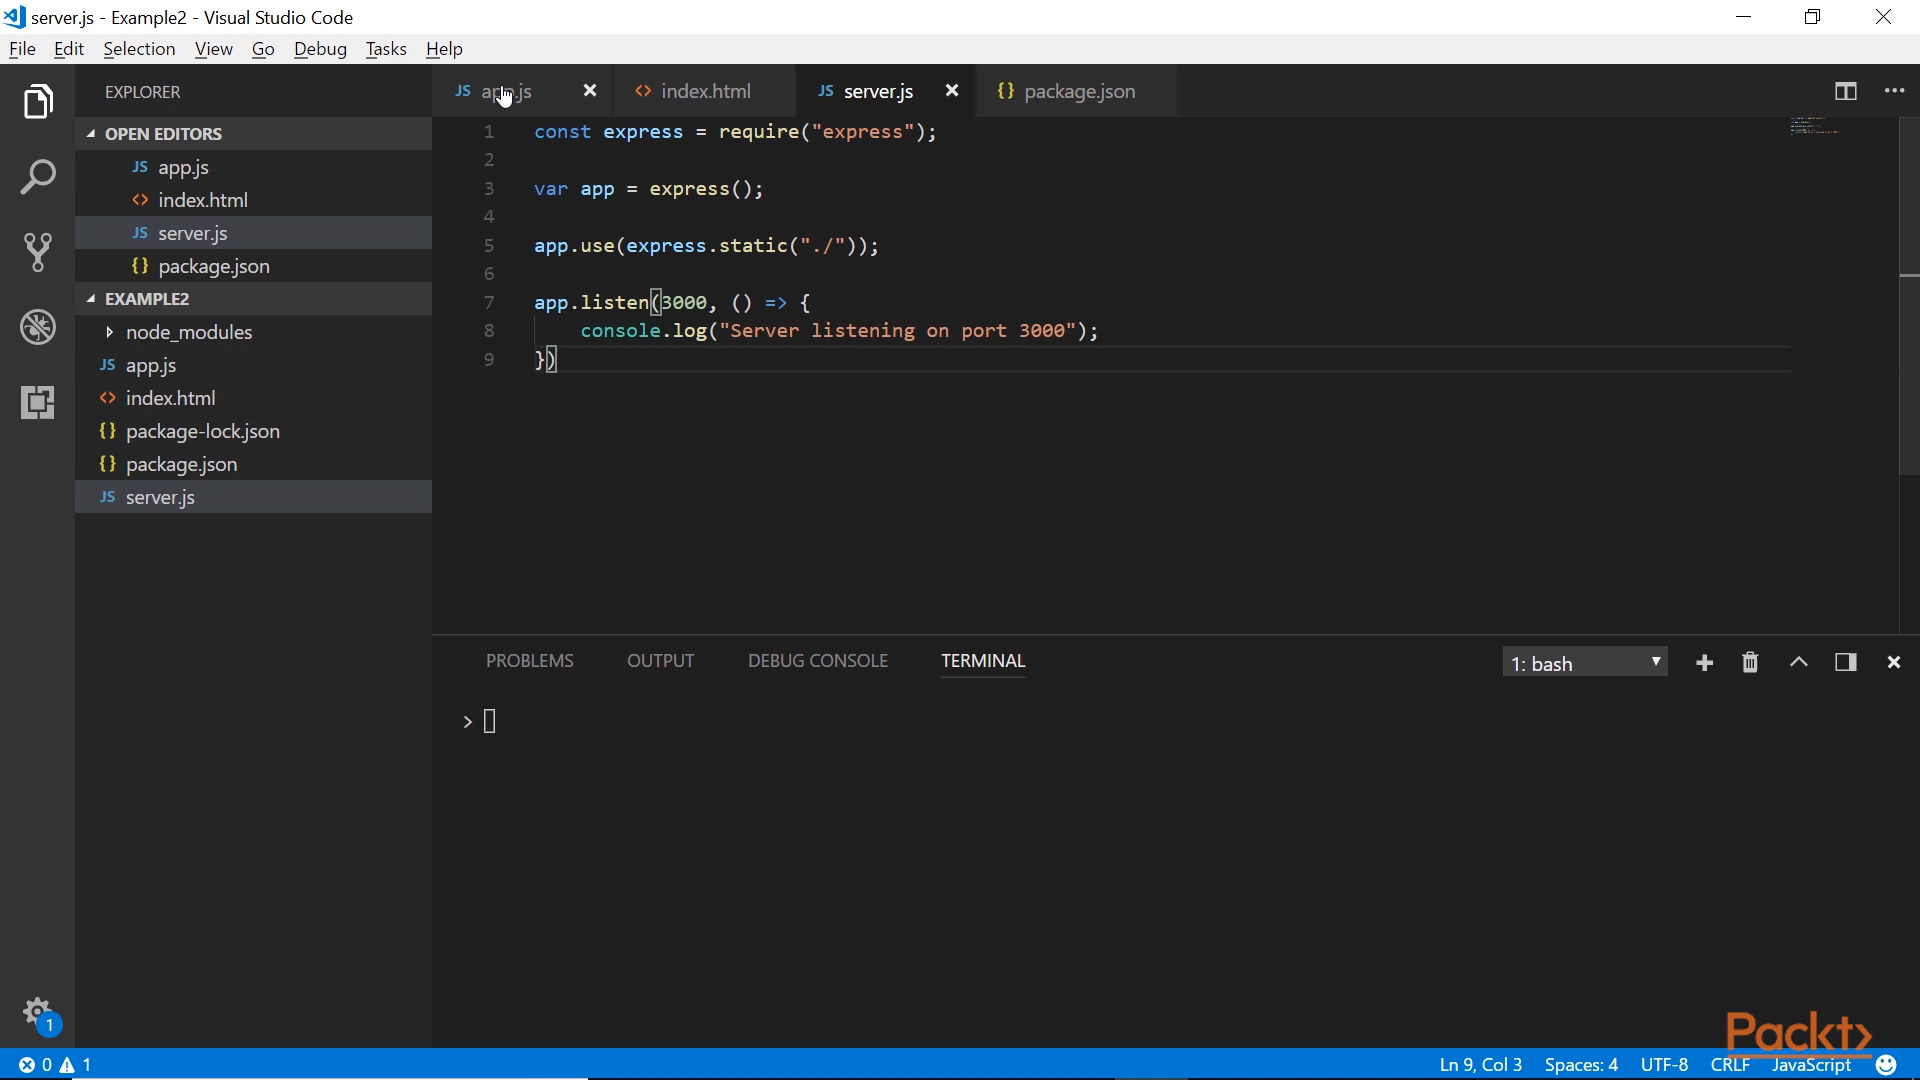 server.js - Example2 - Visual Studio Code
File Edit Selection View Go Debug Tasks Help
EXPLORER
JS app.js
<> index.html
JS server.js
{} package.json
OPEN EDITORS
JS app.js
<> index.html
JS server.js
{} package.json
EXAMPLE2
node_modules
JS app.js
<> index.html
{} package-lock.json
{} package.json
JS server.js
1 const express = require("express");
2
3 var app = express();
4
5 app.use(express.static("./"));
6
7 app.listen(3000, () => {
8 console.log("Server listening on port 3000");
9 })
PROBLEMS OUTPUT DEBUG CONSOLE TERMINAL 1: bash
>
1
Packt>
0 1 Ln 9, Col 3 Spaces: 4 UTF-8 CRLF JavaScript